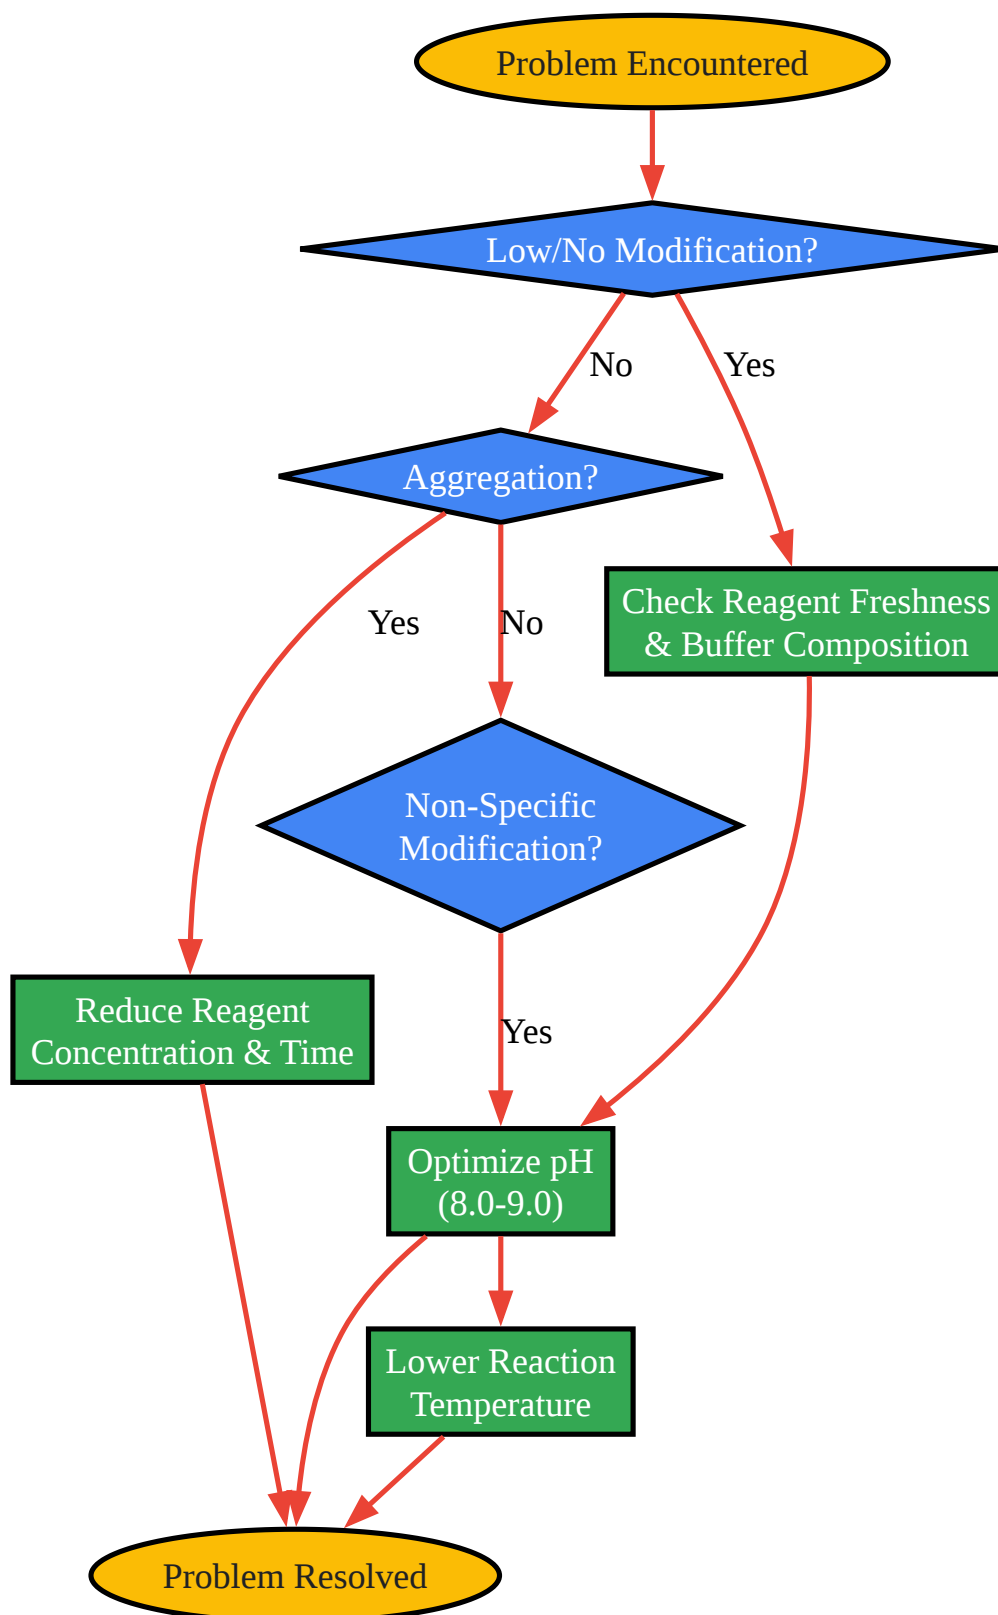 Problem Encountered
Low/No Modification?
No
Yes
Aggregation?
Check Reagent Freshness
& Buffer Composition
Yes
No
Non-Specific
Modification?
Reduce Reagent
Concentration & Time
Yes
Optimize pH
(8.0-9.0)
Lower Reaction
Temperature
Problem Resolved